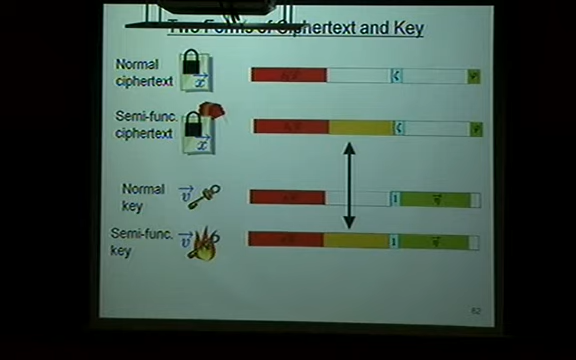 Two Forms of Ciphertext and Key
Normal
ciphertext
x
ζ
φ
Semi-func.
ciphertext
x
ζ
φ
Normal
key
v
1
η
Semi-func.
key
v
1
η
62